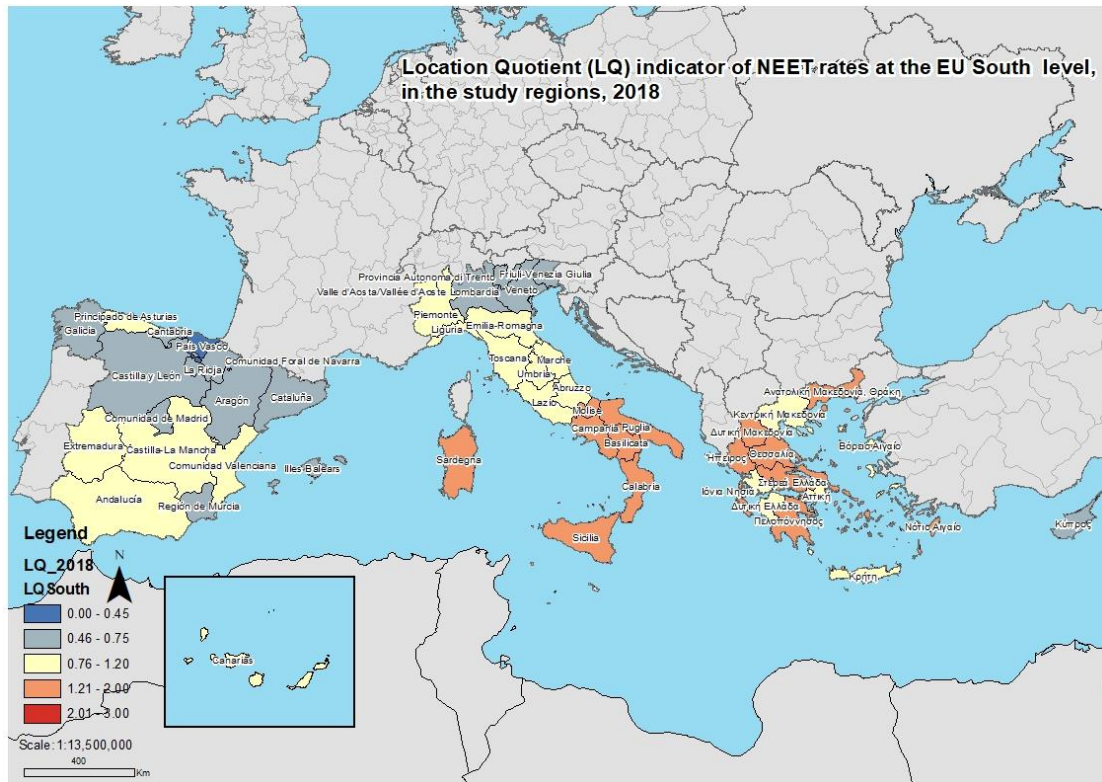 Location Quotient (LQ) indicator of NEET rates at the EU South level,
in the study regions, 2018
Provincia Autonoma di Trento
Friuli-Venezia Giulia
Valle d'Aosta/Vallée d'Aoste
Lombardia
Veneto
Piemonte
Emilia-Romagna
Liguria
Principado de Asturias
Cantabria
Galicia
País Vasco
Comunidad Foral de Navarra
La Rioja
Castilla y León
Aragón
Cataluña
Toscana
Marche
Umbria
Abruzzo
Lazio
Molise
Campania
Puglia
Basilicata
Sardegna
Calabria
Sicilia
Comunidad de Madrid
Extremadura
Castilla-La Mancha
Comunidad Valenciana
Illes Balears
Andalucía
Región de Murcia
Ανατολική Μακεδονία, Θράκη
Κεντρική Μακεδονία
Δυτική Μακεδονία
Ήπειρος
Θεσσαλία
Βόρειο Αιγαίο
Ιόνια Νησιά
Στερεά Ελλάδα
Αττική
Δυτική Ελλάδα
Πελοπόννησος
Νότιο Αιγαίο
Κρήτη
Κύπρος
Legend
LQ_2018
N
LQSouth
0.00 - 0.45
0.46 - 0.75
0.76 - 1.20
1.21 - 2.00
2.01 - 3.00
Canarias
Scale: 1:13,500,000
400
Km